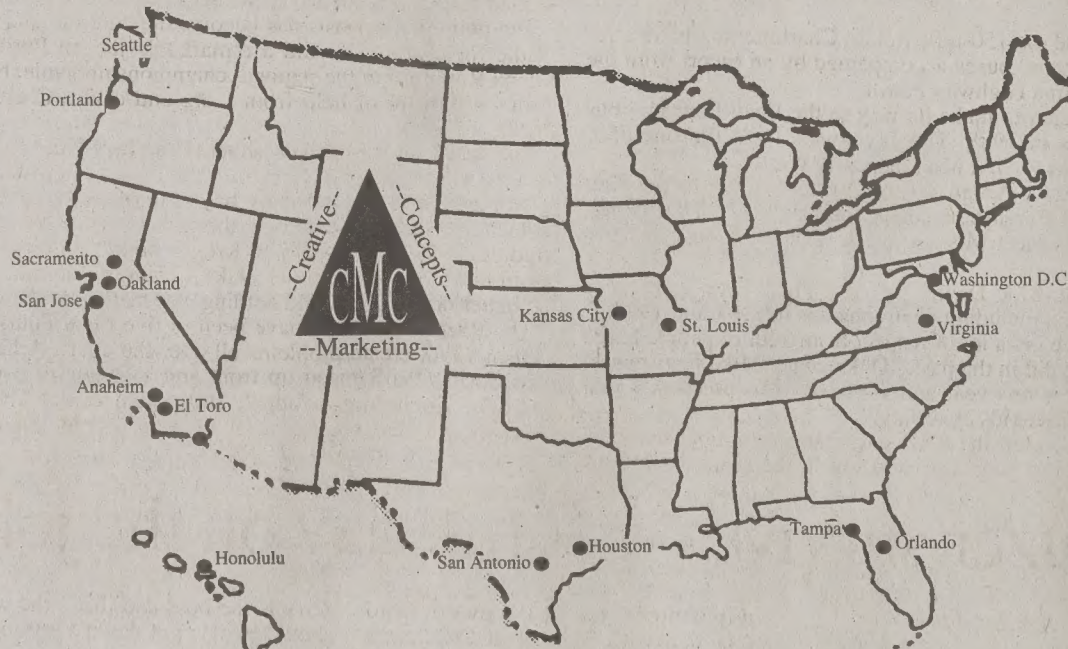 Seattle
Portland
Sacramento
Oakland
San Jose
Anaheim
El Toro
--Creative--
--Concepts--
CMC
--Marketing--
Kansas City
St. Louis
Washington D.C
Virginia
Tampa
Orlando
Houston
San Antonio
Honolulu